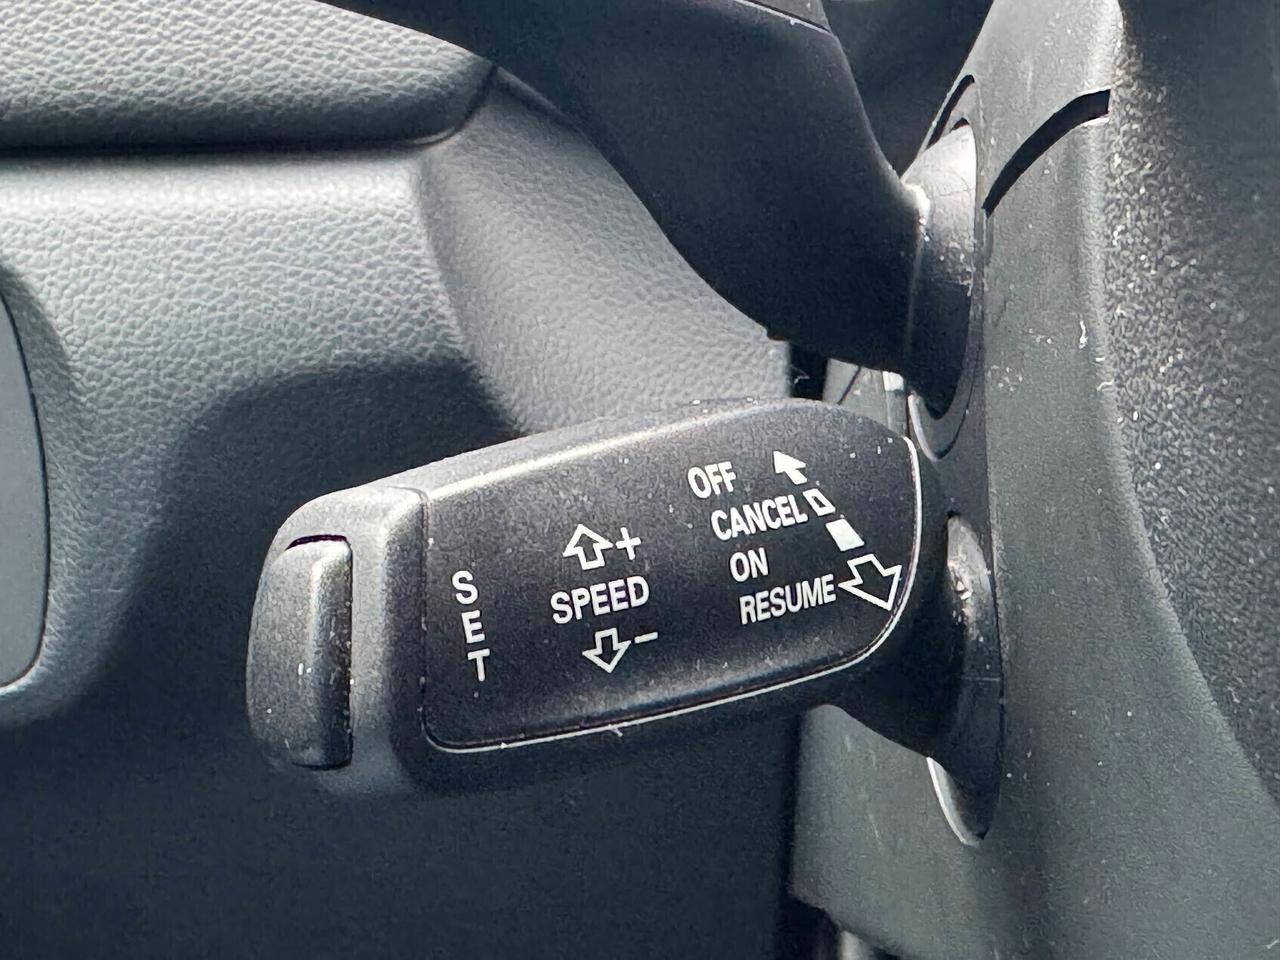 SET
+
SPEED
−
OFF
CANCEL
ON
RESUME